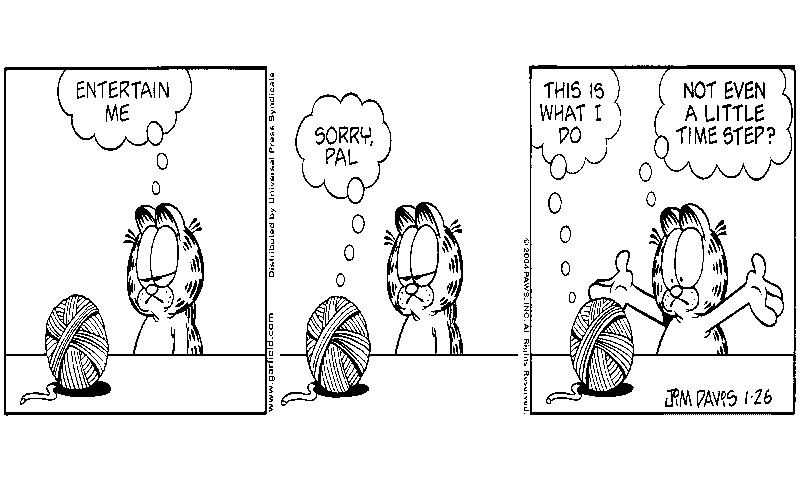 ENTERTAIN
ME
www.garfield.com
Distributed by Universal Press Syndicate
SORRY,
PAL
© 2004 PAWS, INC. All Rights Reserved.
THIS IS
WHAT I
DO
NOT EVEN
A LITTLE
TIME STEP?
JIM DAVIS 1·26